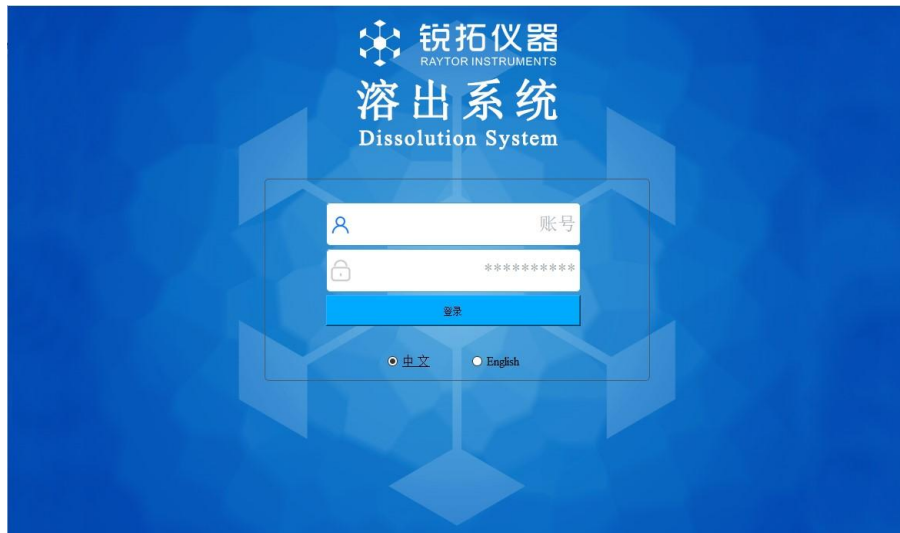 锐拓仪器
RAYTOR INSTRUMENTS
溶出系统
Dissolution System
账号
**********
登录
中文
English